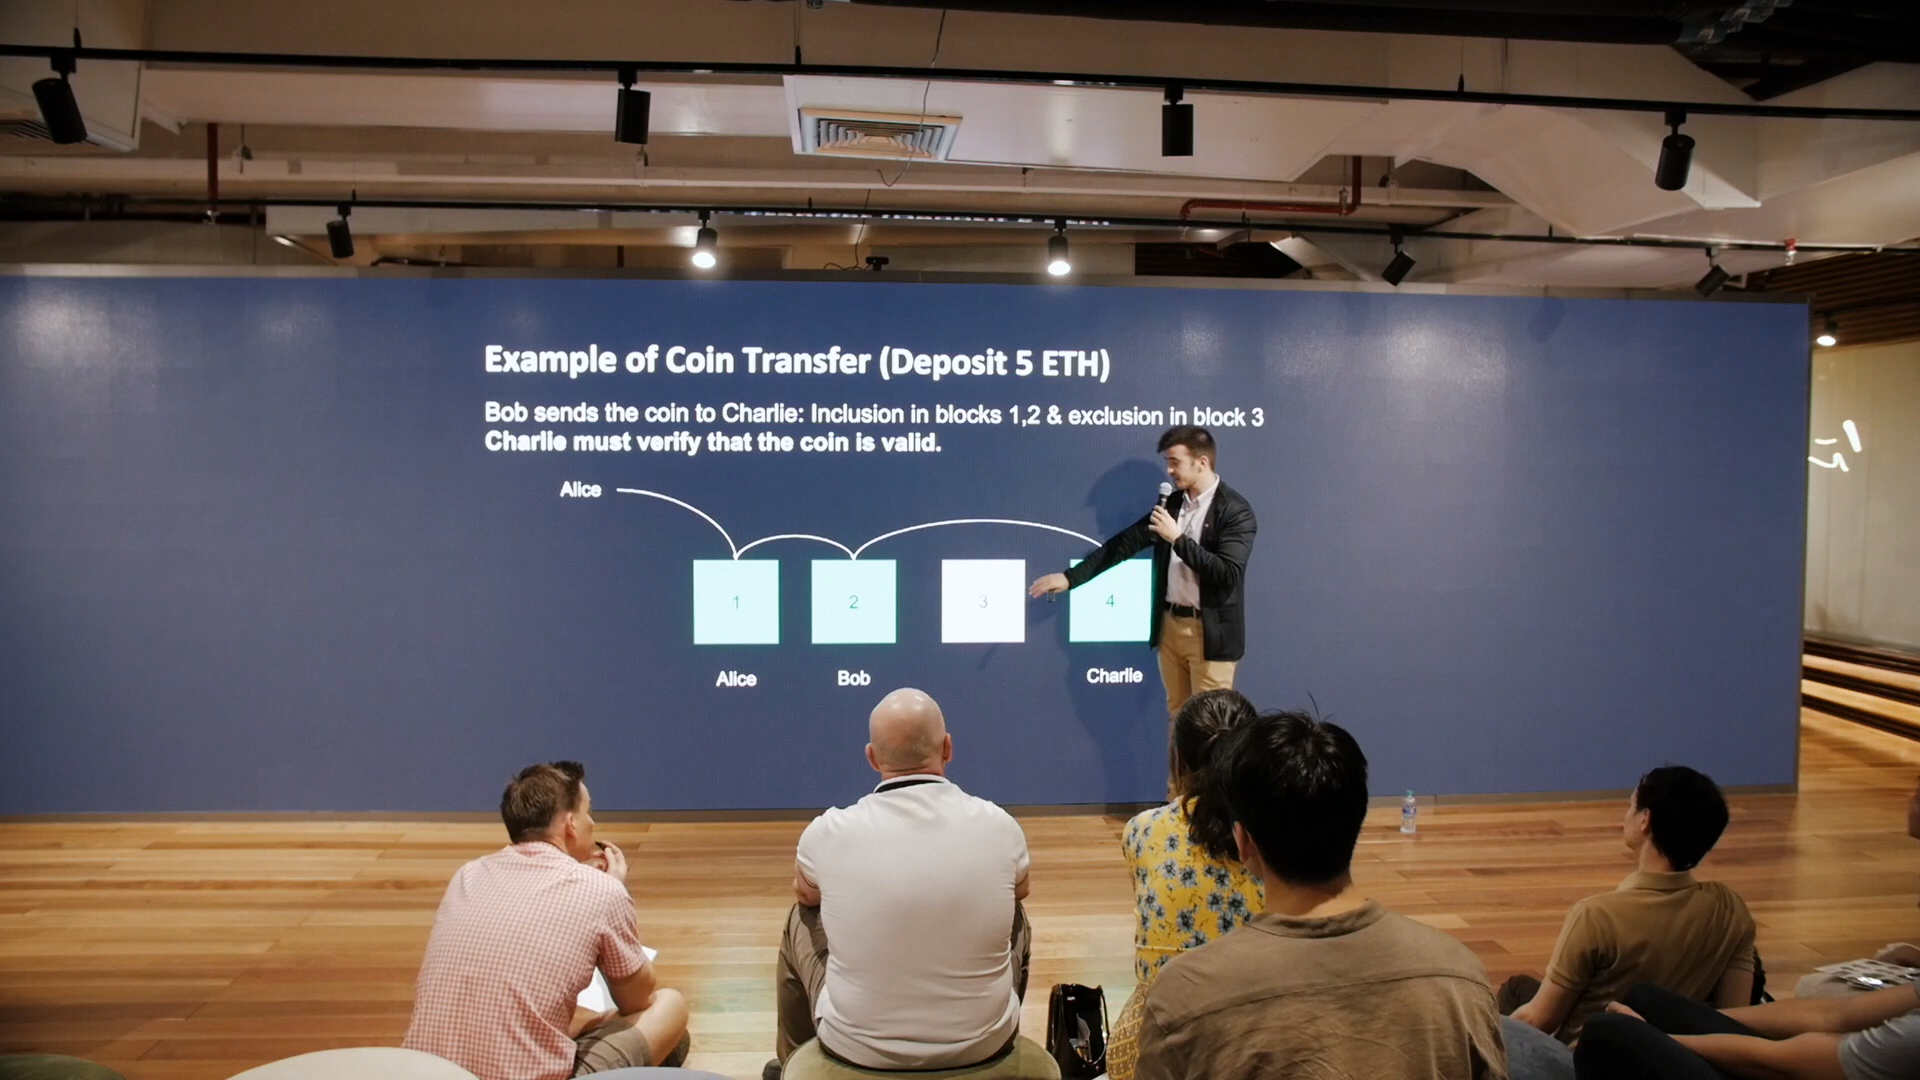 Example of Coin Transfer (Deposit 5 ETH)
Bob sends the coin to Charlie: Inclusion in blocks 1,2 & exclusion in block 3
Charlie must verify that the coin is valid.
Alice
1 2 3 4
Alice Bob Charlie